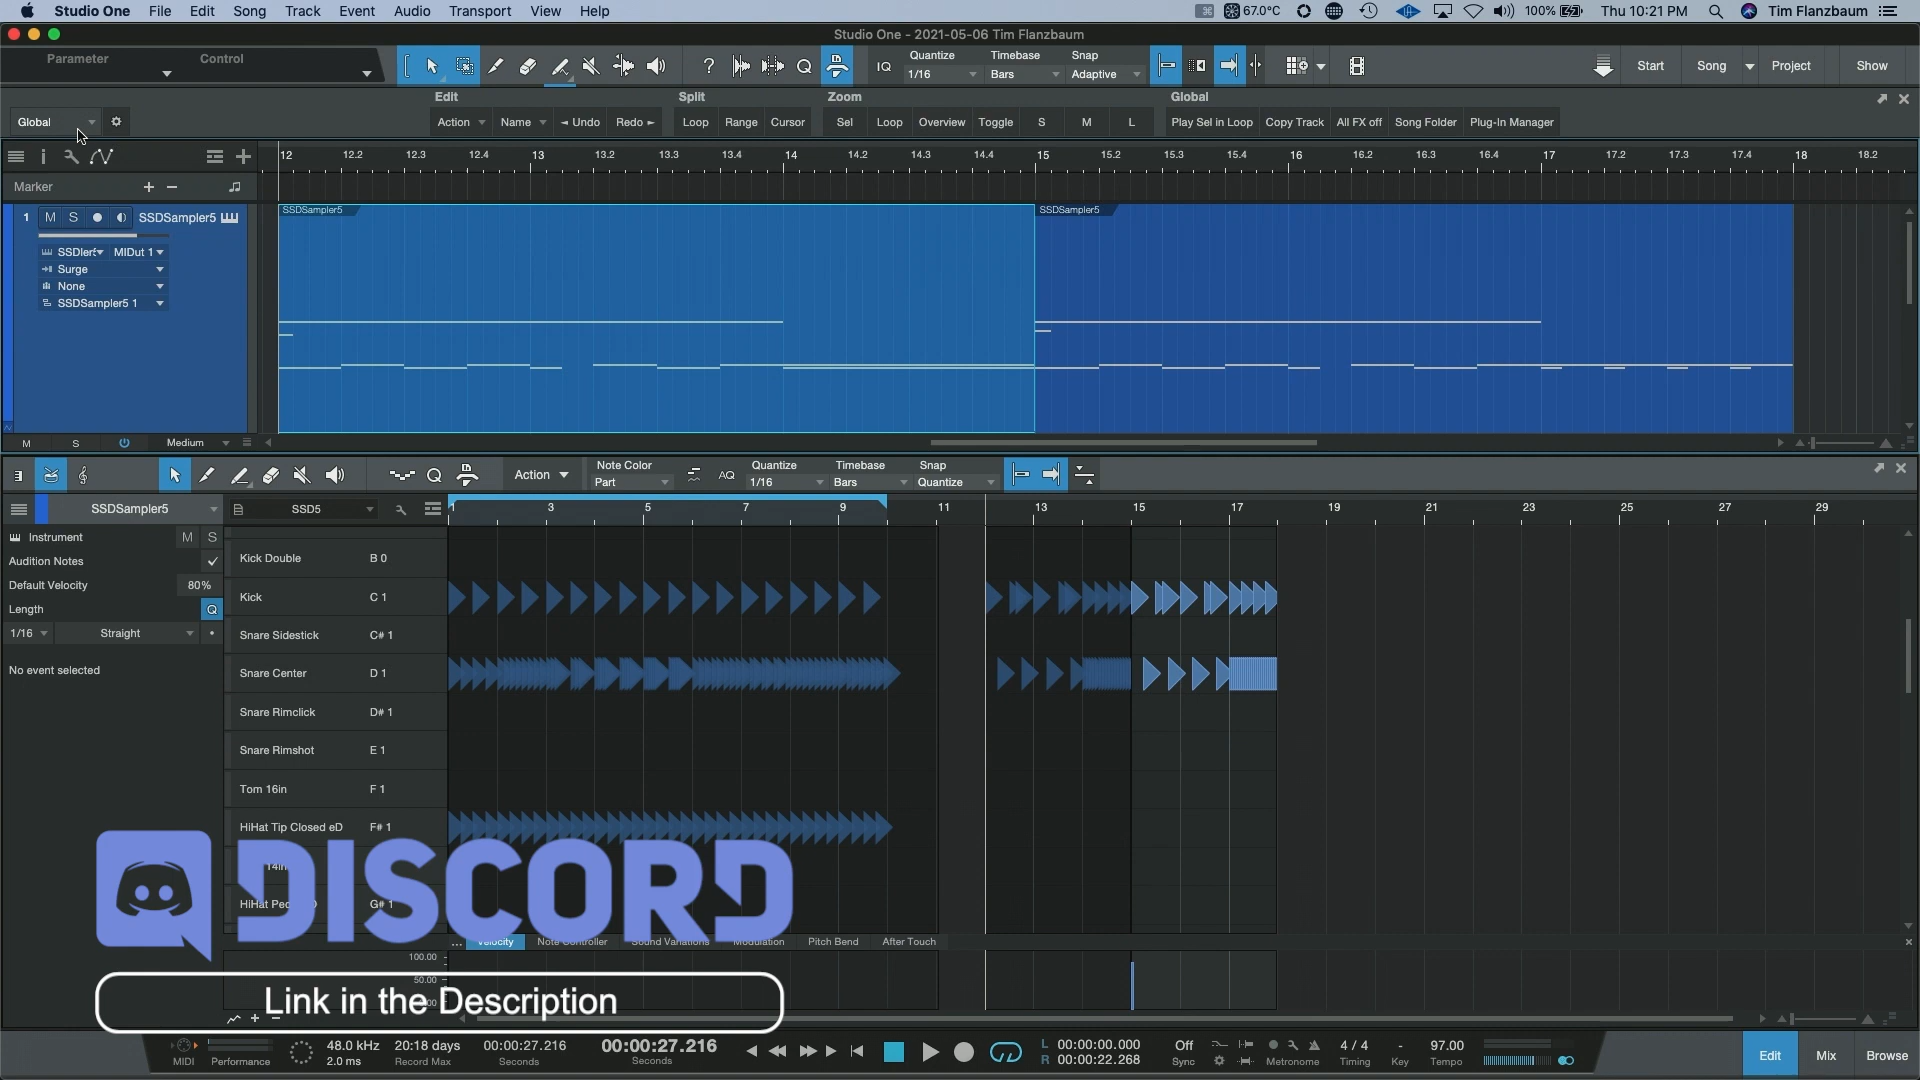 Studio One File Edit Song Track Event Audio Transport View Help 67.0°C 100% Thu 10:21 PM Tim Flanzbaum
Studio One - 2021-05-06 Tim Flanzbaum
Parameter Control
? IQ Quantize Timebase Snap Start Song Project Show
1/16 Bars Adaptive
Edit Split Zoom Global
Global Action Name Undo Redo Loop Range Cursor Sel Loop Overview Toggle S M L Play Sel in Loop Copy Track All FX off Song Folder Plug-In Manager
12 12.2 12.3 12.4 13 13.2 13.3 13.4 14 14.2 14.3 14.4 15 15.2 15.3 15.4 16 16.2 16.3 16.4 17 17.2 17.3 17.4 18 18.2
Marker + −
1 M S SSDSampler5 SSDSampler5 SSDSampler5
MIDut 1
Surge
None
SSDSampler5 1
M S Medium
Action Note Color AQ Quantize Timebase Snap
Part 1/16 Bars Quantize
SSDSampler5 SSD5 1 3 5 7 9 11 13 15 17 19 21 23 25 27 29
Instrument M S
Audition Notes
Default Velocity 80%
Length Q
1/16 Straight
No event selected
Kick Double B 0
Kick C 1
Snare Sidestick C# 1
Snare Center D 1
Snare Rimclick D# 1
Snare Rimshot E 1
Tom 16in F 1
HiHat Tip Closed eD F# 1
14in
HiHat Pe G# 1
DISCORD
Velocity Note Controller Sound Variations Modulation Pitch Bend After Touch
100.00
50.00
Link in the Description
MIDI Performance 48.0 kHz 20:18 days 00:00:27.216 00:00:27.216 L 00:00:00.000 Off 4 / 4 - 97.00
2.0 ms Record Max Seconds Seconds R 00:00:22.268 Sync Metronome Timing Key Tempo
Edit Mix Browse